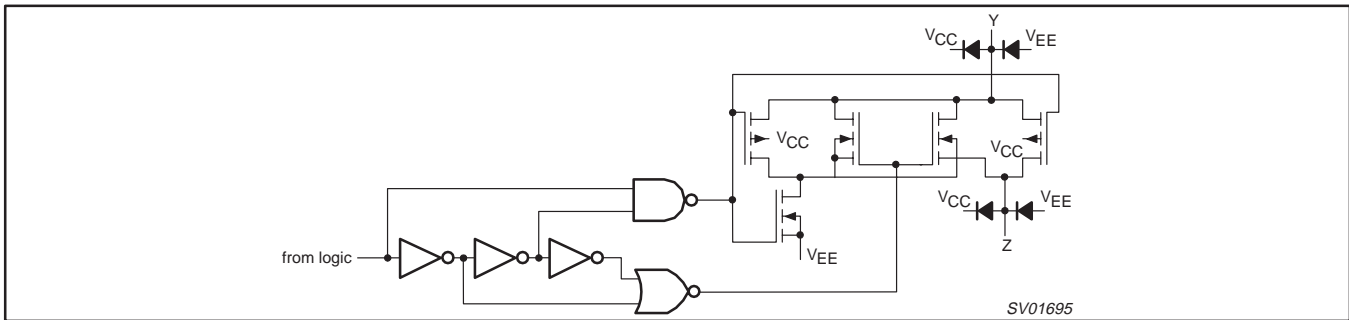 Y
VCC
VEE
VCC
VCC
VCC
VEE
VEE
Z
from logic
SV01695